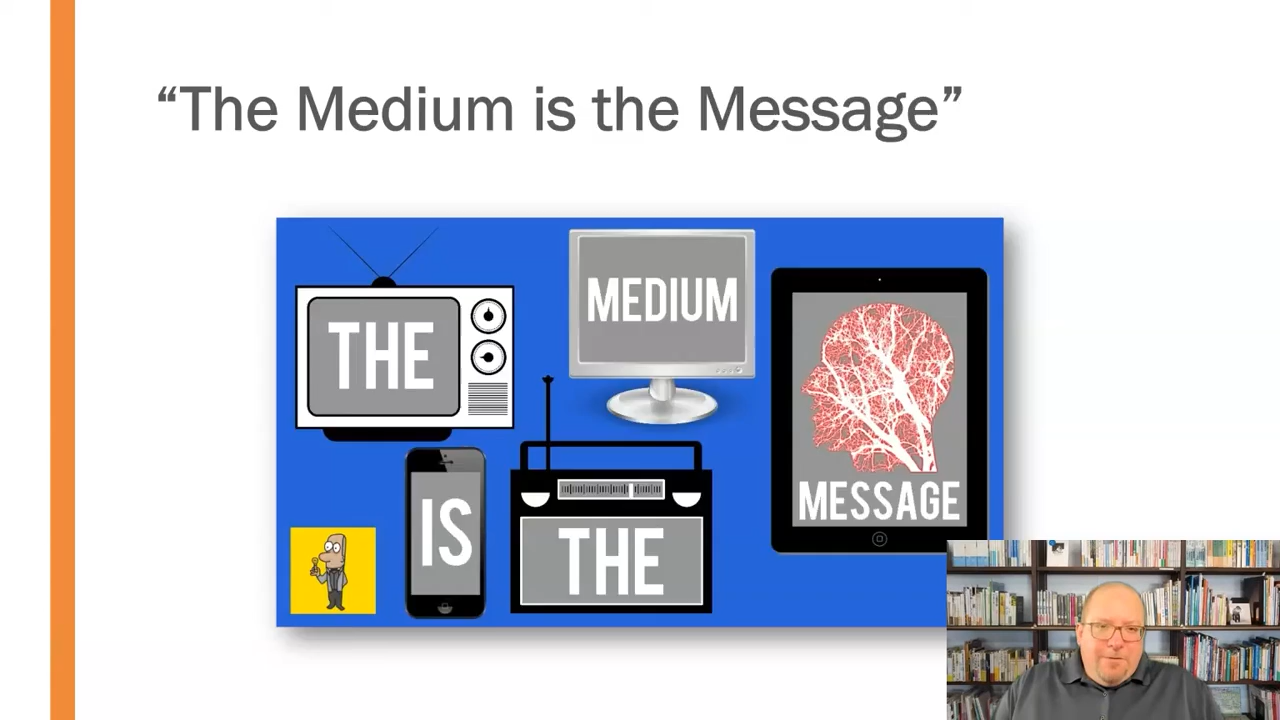 “The Medium is the Message”
THE
MEDIUM
IS
THE
MESSAGE